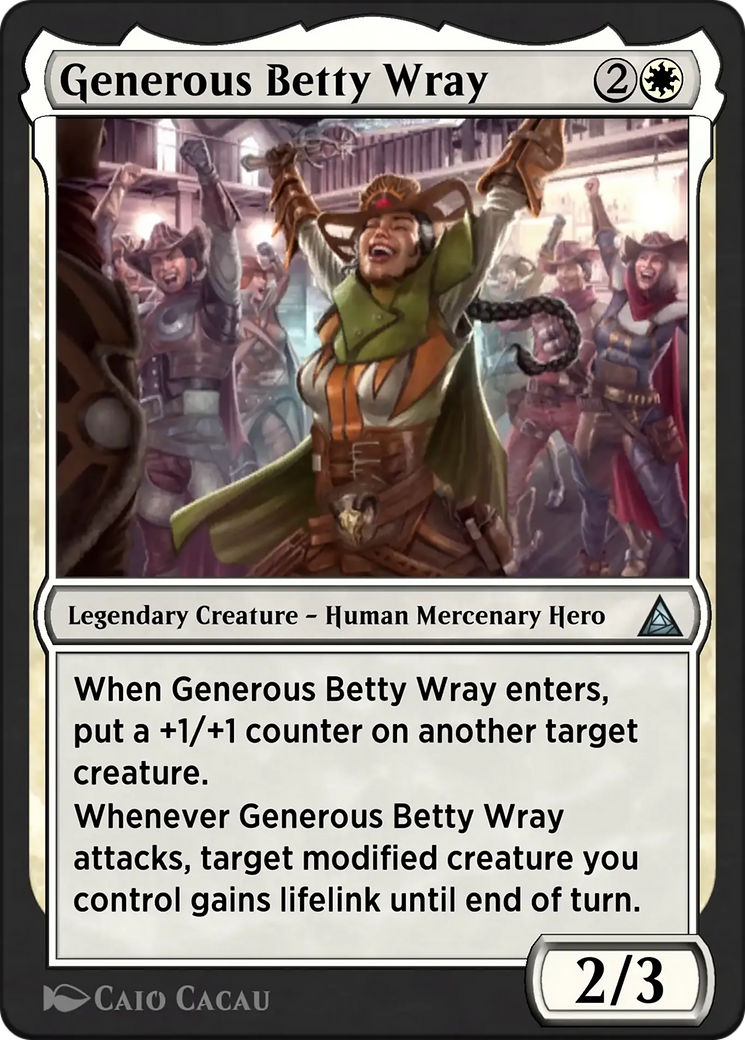 Generous Betty Wray 2
Legendary Creature – Human Mercenary Hero
When Generous Betty Wray enters,
put a +1/+1 counter on another target
creature.
Whenever Generous Betty Wray
attacks, target modified creature you
control gains lifelink until end of turn.
2/3
Caio Cacau